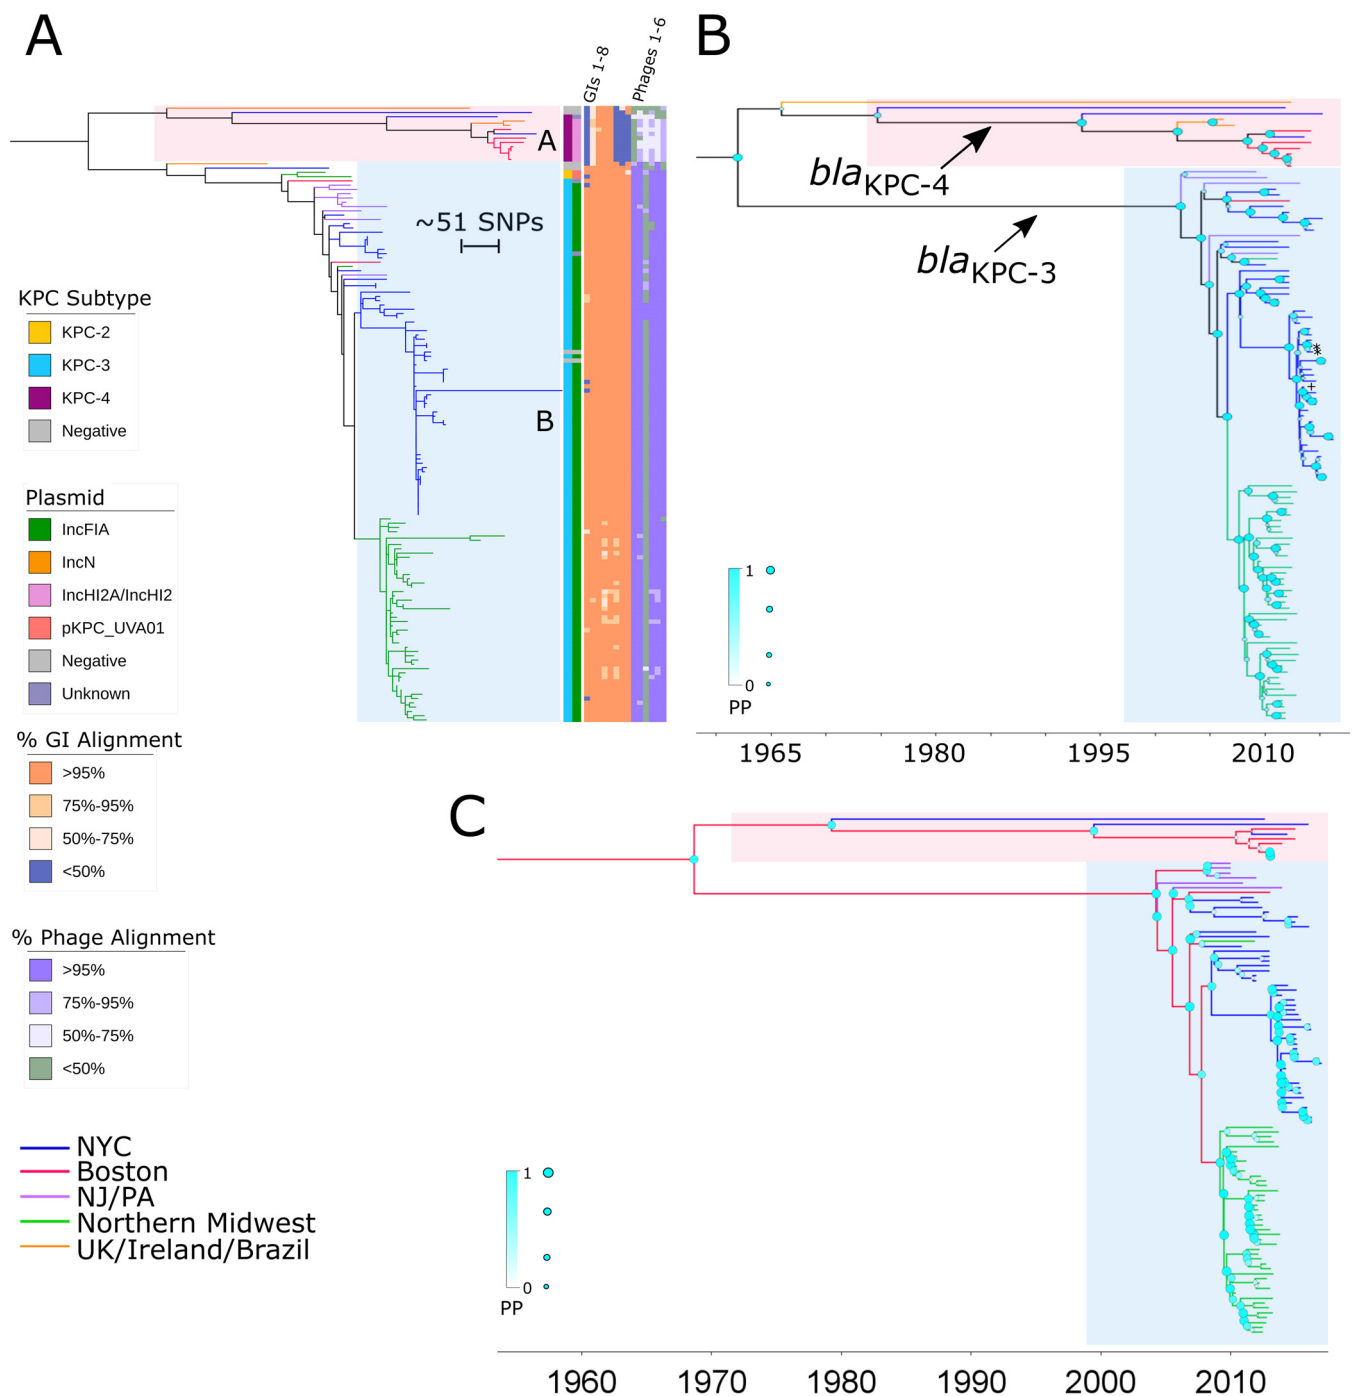 A
GIs 1-8
Phages 1-6
A
~51 SNPs
B
KPC Subtype
KPC-2
KPC-3
KPC-4
Negative
Plasmid
IncFIA
IncN
IncHI2A/IncHI2
pKPC_UVA01
Negative
Unknown
% GI Alignment
>95%
75%-95%
50%-75%
<50%
% Phage Alignment
>95%
75%-95%
50%-75%
<50%
NYC
Boston
NJ/PA
Northern Midwest
UK/Ireland/Brazil
B
blaKPC-4
blaKPC-3
*
*
+
1
0
PP
1965 1980 1995 2010
C
1
0
PP
1960 1970 1980 1990 2000 2010